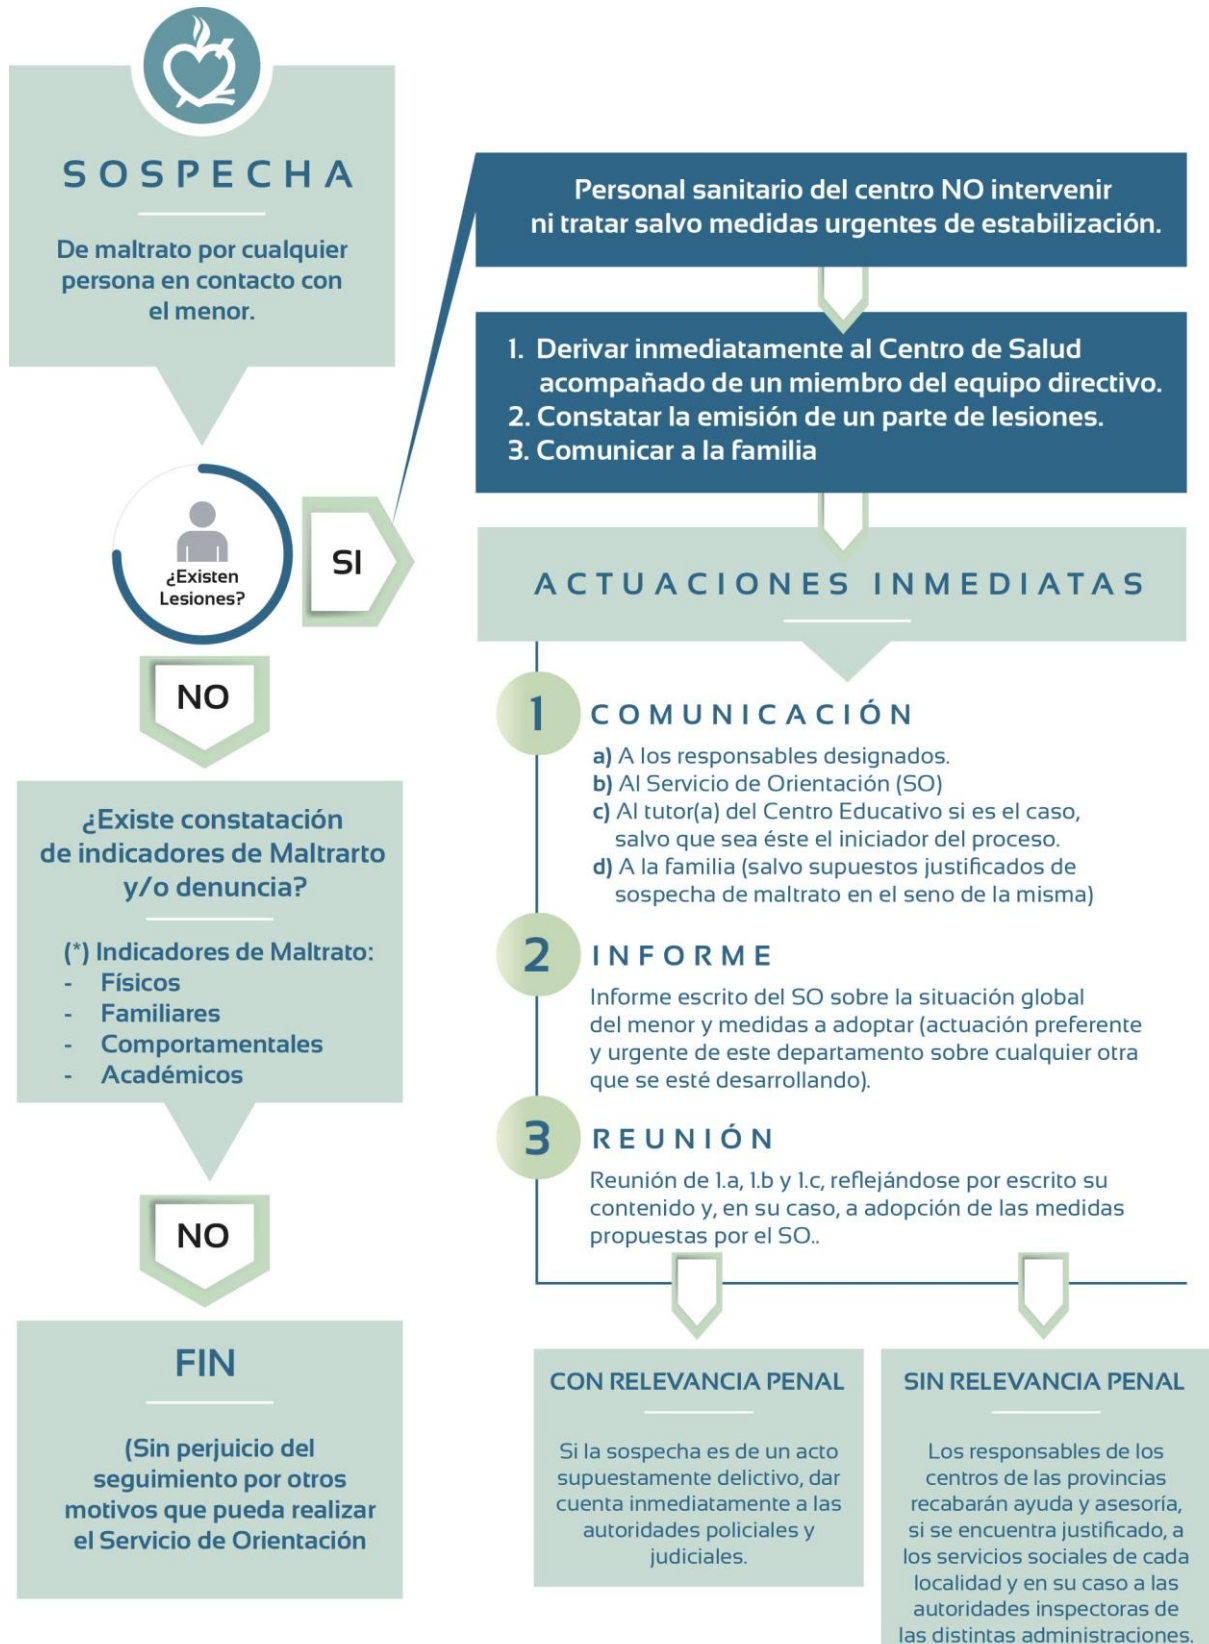 SOSPECHA
De maltrato por cualquier
persona en contacto con
el menor.
¿Existen
Lesiones?
SI
NO
¿Existe constatación
de indicadores de Maltrarto
y/o denuncia?
(*) Indicadores de Maltrato:
- Físicos
- Familiares
- Comportamentales
- Académicos
NO
FIN
(Sin perjuicio del
seguimiento por otros
motivos que pueda realizar
el Servicio de Orientación
Personal sanitario del centro NO intervenir
ni tratar salvo medidas urgentes de estabilización.
1. Derivar inmediatamente al Centro de Salud
acompañado de un miembro del equipo directivo.
2. Constatar la emisión de un parte de lesiones.
3. Comunicar a la familia
ACTUACIONES INMEDIATAS
1 COMUNICACIÓN
a) A los responsables designados.
b) Al Servicio de Orientación (SO)
c) Al tutor(a) del Centro Educativo si es el caso,
salvo que sea éste el iniciador del proceso.
d) A la familia (salvo supuestos justificados de
sospecha de maltrato en el seno de la misma)
2 INFORME
Informe escrito del SO sobre la situación global
del menor y medidas a adoptar (actuación preferente
y urgente de este departamento sobre cualquier otra
que se esté desarrollando).
3 REUNIÓN
Reunión de 1.a, 1.b y 1.c, reflejándose por escrito su
contenido y, en su caso, a adopción de las medidas
propuestas por el SO..
CON RELEVANCIA PENAL
Si la sospecha es de un acto
supuestamente delictivo, dar
cuenta inmediatamente a las
autoridades policiales y
judiciales.
SIN RELEVANCIA PENAL
Los responsables de los
centros de las provincias
recabarán ayuda y asesoría,
si se encuentra justificado, a
los servicios sociales de cada
localidad y en su caso a las
autoridades inspectoras de
las distintas administraciones.